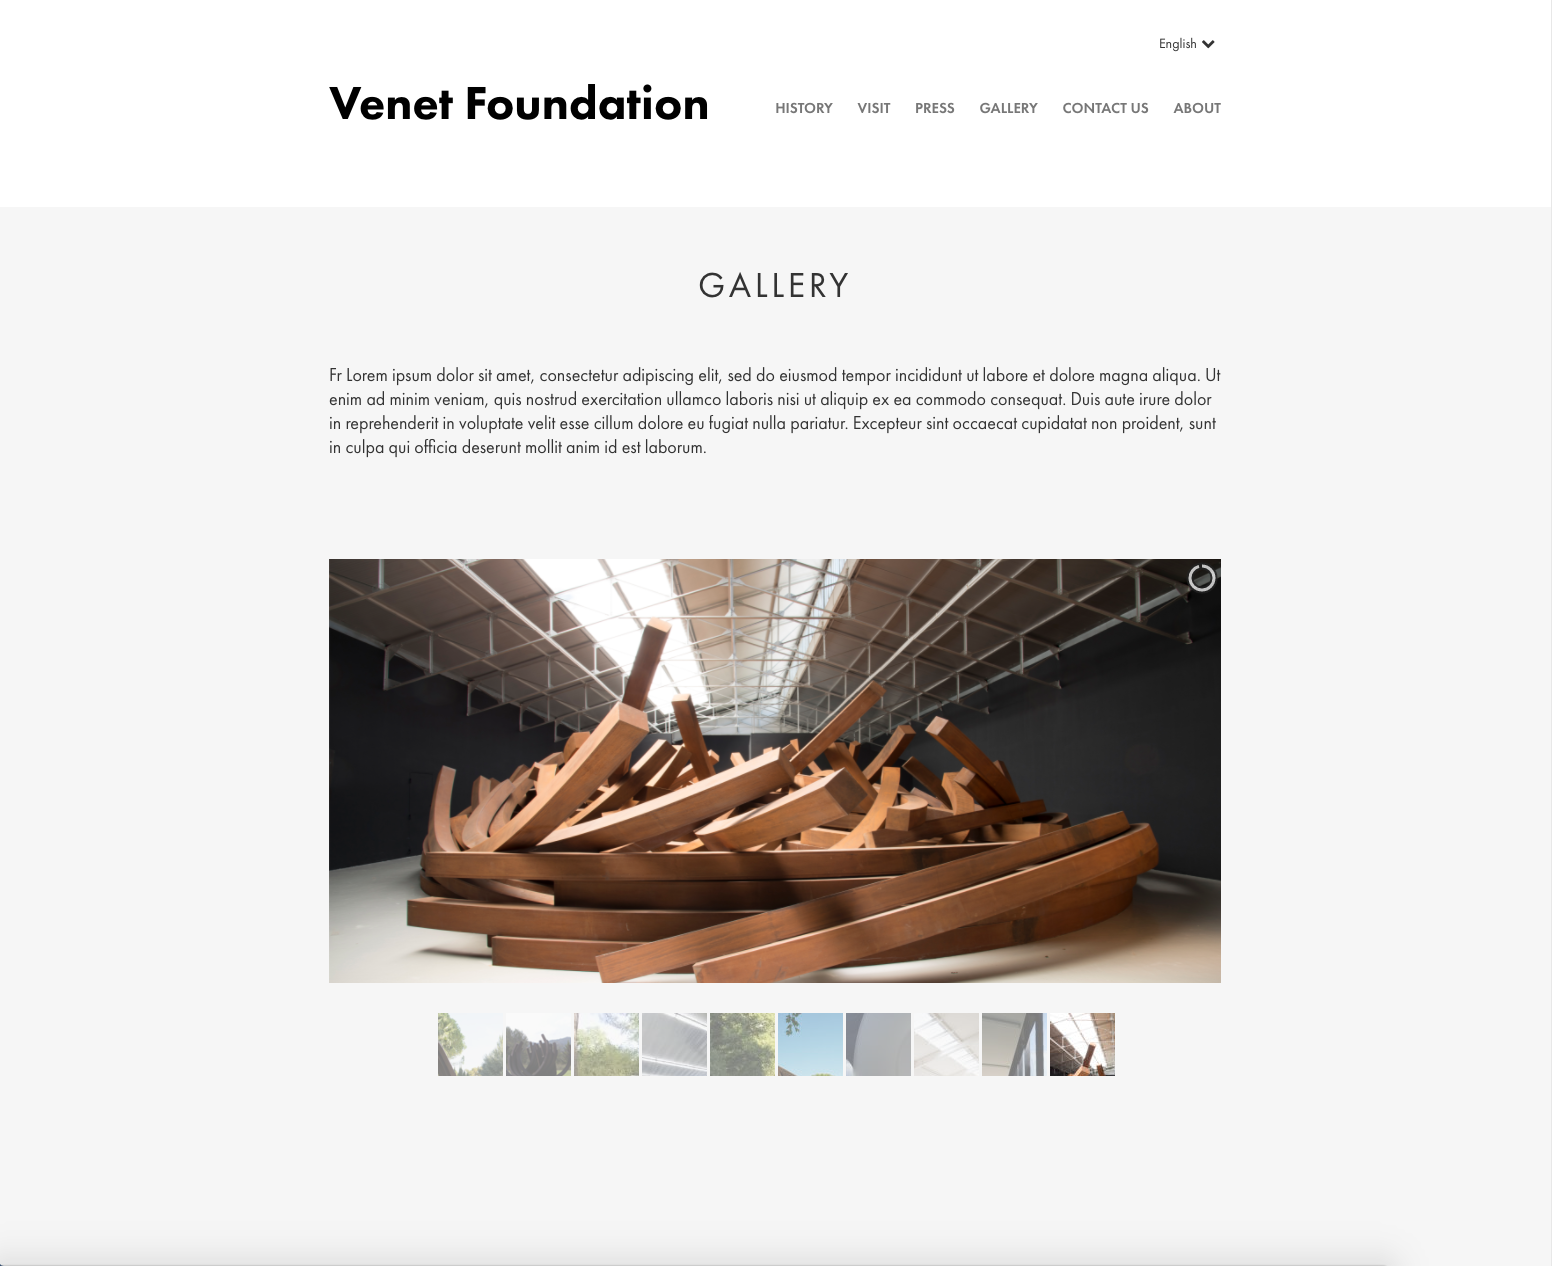 English
Venet Foundation
HISTORY VISIT PRESS GALLERY CONTACT US ABOUT
GALLERY
Fr Lorem ipsum dolor sit amet, consectetur adipiscing elit, sed do eiusmod tempor incididunt ut labore et dolore magna aliqua. Ut
enim ad minim veniam, quis nostrud exercitation ullamco laboris nisi ut aliquip ex ea commodo consequat. Duis aute irure dolor
in reprehenderit in voluptate velit esse cillum dolore eu fugiat nulla pariatur. Excepteur sint occaecat cupidatat non proident, sunt
in culpa qui officia deserunt mollit anim id est laborum.